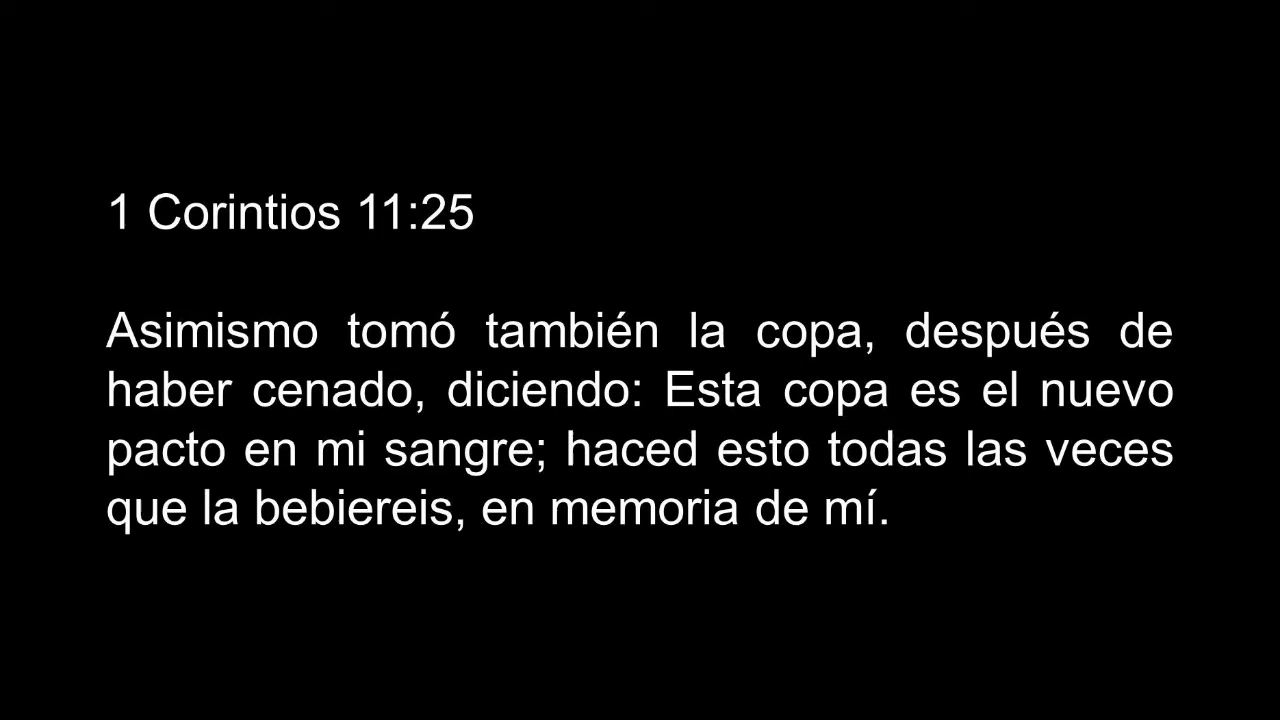 1 Corintios 11:25
Asimismo tomó también la copa, después de
haber cenado, diciendo: Esta copa es el nuevo
pacto en mi sangre; haced esto todas las veces
que la bebiereis, en memoria de mí.